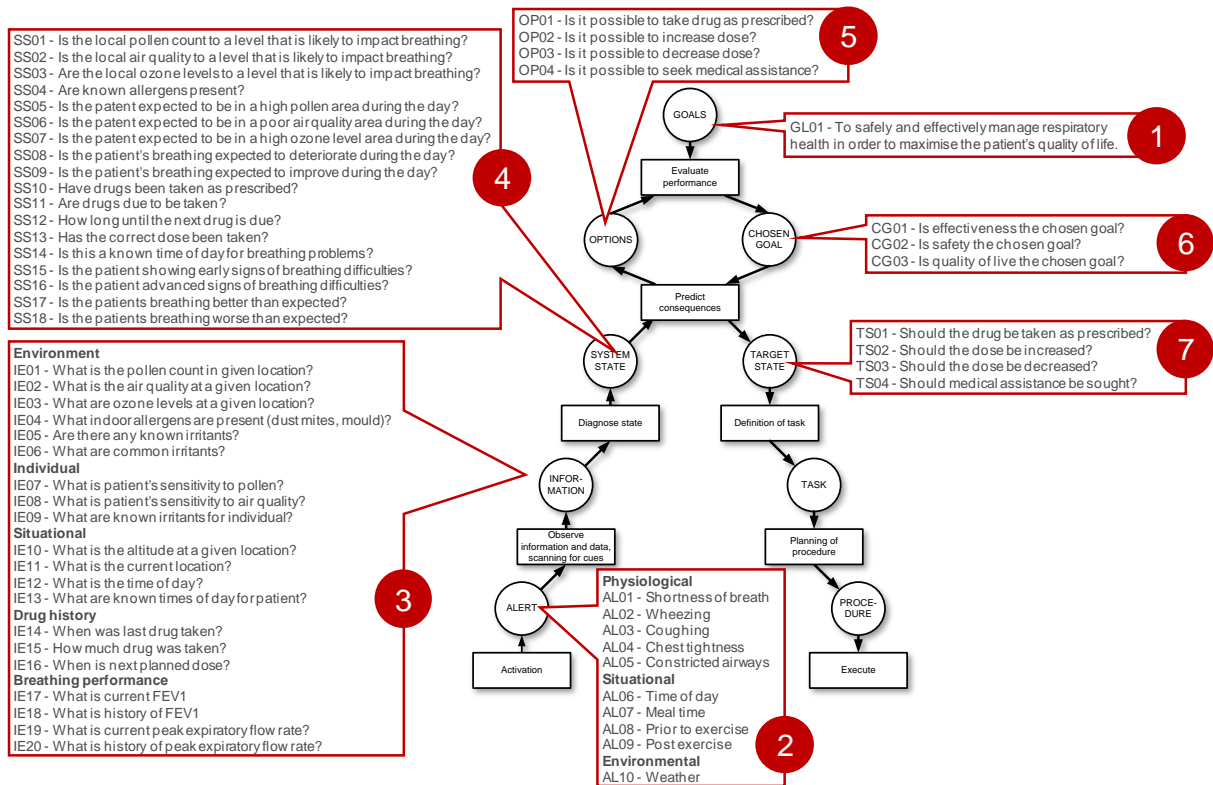 OP01 - Is it possible to take drug as prescribed?
OP02 - Is it possible to increase dose?
OP03 - Is it possible to decrease dose?
OP04 - Is it possible to seek medical assistance?
5
SS01 - Is the local pollen count to a level that is likely to impact breathing?
SS02 - Is the local air quality to a level that is likely to impact breathing?
SS03 - Are the local ozone levels to a level that is likely to impact breathing?
SS04 - Are known allergens present?
SS05 - Is the patent expected to be in a high pollen area during the day?
SS06 - Is the patent expected to be in a poor air quality area during the day?
SS07 - Is the patent expected to be in a high ozone level area during the day?
SS08 - Is the patient's breathing expected to deteriorate during the day?
SS09 - Is the patient's breathing expected to improve during the day?
SS10 - Have drugs been taken as prescribed?
SS11 - Are drugs due to be taken?
SS12 - How long until the next drug is due?
SS13 - Has the correct dose been taken?
SS14 - Is this a known time of day for breathing problems?
SS15 - Is the patient showing early signs of breathing difficulties?
SS16 - Is the patient advanced signs of breathing difficulties?
SS17 - Is the patients breathing better than expected?
SS18 - Is the patients breathing worse than expected?
4
GOALS
GL01 - To safely and effectively manage respiratory
health in order to maximise the patient's quality of life.
1
Evaluate
performance
OPTIONS
CHOSEN
GOAL
CG01 - Is effectiveness the chosen goal?
CG02 - Is safety the chosen goal?
CG03 - Is quality of live the chosen goal?
6
Predict
consequences
SYSTEM
STATE
TARGET
STATE
TS01 - Should the drug be taken as prescribed?
TS02 - Should the dose be increased?
TS03 - Should the dose be decreased?
TS04 - Should medical assistance be sought?
7
Environment
IE01 - What is the pollen count in given location?
IE02 - What is the air quality at a given location?
IE03 - What are ozone levels at a given location?
IE04 - What indoor allergens are present (dust mites, mould)?
IE05 - Are there any known irritants?
IE06 - What are common irritants?
Individual
IE07 - What is patient's sensitivity to pollen?
IE08 - What is patient's sensitivity to air quality?
IE09 - What are known irritants for individual?
Situational
IE10 - What is the altitude at a given location?
IE11 - What is the current location?
IE12 - What is the time of day?
IE13 - What are known times of day for patient?
Drug history
IE14 - When was last drug taken?
IE15 - How much drug was taken?
IE16 - When is next planned dose?
Breathing performance
IE17 - What is current FEV1
IE18 - What is history of FEV1
IE19 - What is current peak expiratory flow rate?
IE20 - What is history of peak expiratory flow rate?
3
Diagnose state
Definition of task
INFOR-
MATION
TASK
Observe
information and data,
scanning for cues
Planning of
procedure
ALERT
PROCE-
DURE
Activation
Execute
Physiological
AL01 - Shortness of breath
AL02 - Wheezing
AL03 - Coughing
AL04 - Chest tightness
AL05 - Constricted airways
Situational
AL06 - Time of day
AL07 - Meal time
AL08 - Prior to exercise
AL09 - Post exercise
Environmental
AL10 - Weather
2